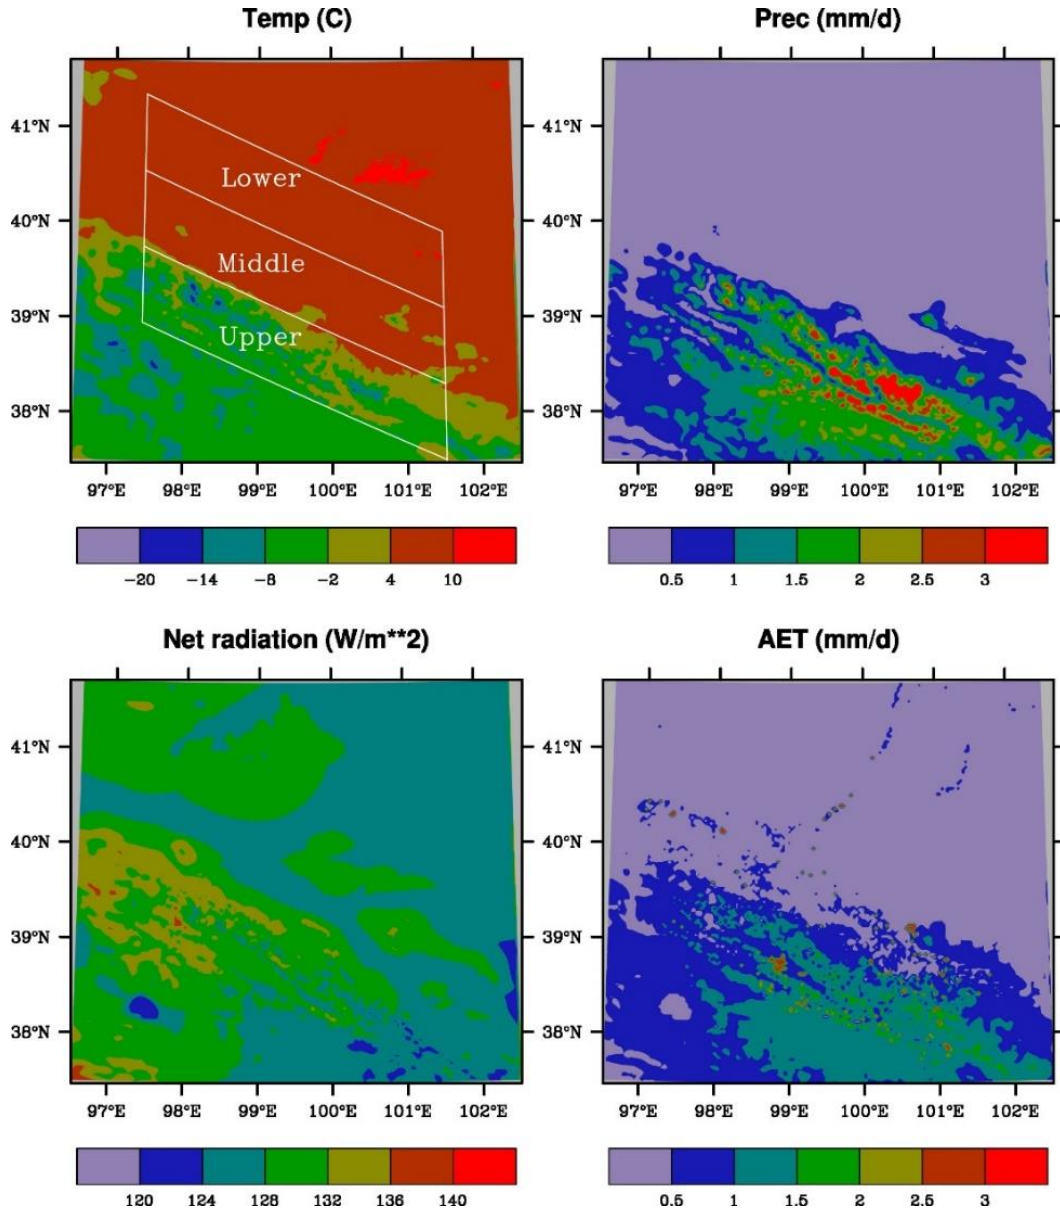 Temp (C)
Prec (mm/d)
41°N
40°N
39°N
38°N
Lower
Middle
Upper
97°E 98°E 99°E 100°E 101°E 102°E
-20 -14 -8 -2 4 10
41°N
40°N
39°N
38°N
97°E 98°E 99°E 100°E 101°E 102°E
0.5 1 1.5 2 2.5 3
Net radiation (W/m**2)
AET (mm/d)
41°N
40°N
39°N
38°N
97°E 98°E 99°E 100°E 101°E 102°E
120 124 128 132 136 140
41°N
40°N
39°N
38°N
97°E 98°E 99°E 100°E 101°E 102°E
0.5 1 1.5 2 2.5 3